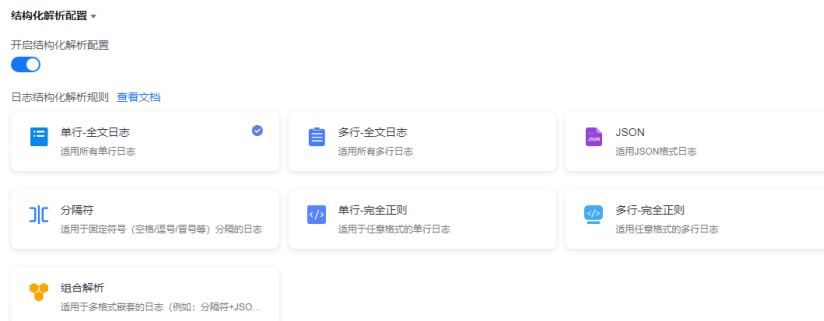 结构化解析配置
开启结构化解析配置
日志结构化解析规则 查看文档
单行-全文日志
适用所有单行日志
多行-全文日志
适用所有多行日志
JSON
适用JSON格式日志
分隔符
适用于固定符号（空格/逗号/冒号等）分隔的日志
单行-完全正则
适用于任意格式的单行日志
多行-完全正则
适用任意格式的多行日志
组合解析
适用于多格式嵌套的日志（例如：分隔符+JSO...